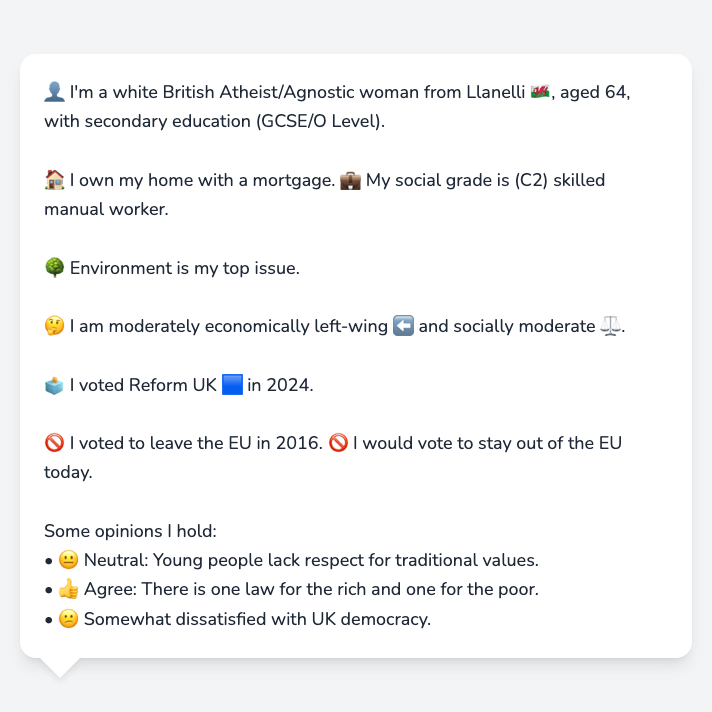 👤 I'm a white British Atheist/Agnostic woman from Llanelli 🏴󠁧󠁢󠁷󠁬󠁳󠁿, aged 64,
with secondary education (GCSE/O Level).
🏠 I own my home with a mortgage. 💼 My social grade is (C2) skilled
manual worker.
🌳 Environment is my top issue.
🤔 I am moderately economically left-wing ⬅️ and socially moderate ⚖️.
🗳️ I voted Reform UK 🟦 in 2024.
🚫 I voted to leave the EU in 2016. 🚫 I would vote to stay out of the EU
today.
Some opinions I hold:
• 😐 Neutral: Young people lack respect for traditional values.
• 👍 Agree: There is one law for the rich and one for the poor.
• 😕 Somewhat dissatisfied with UK democracy.